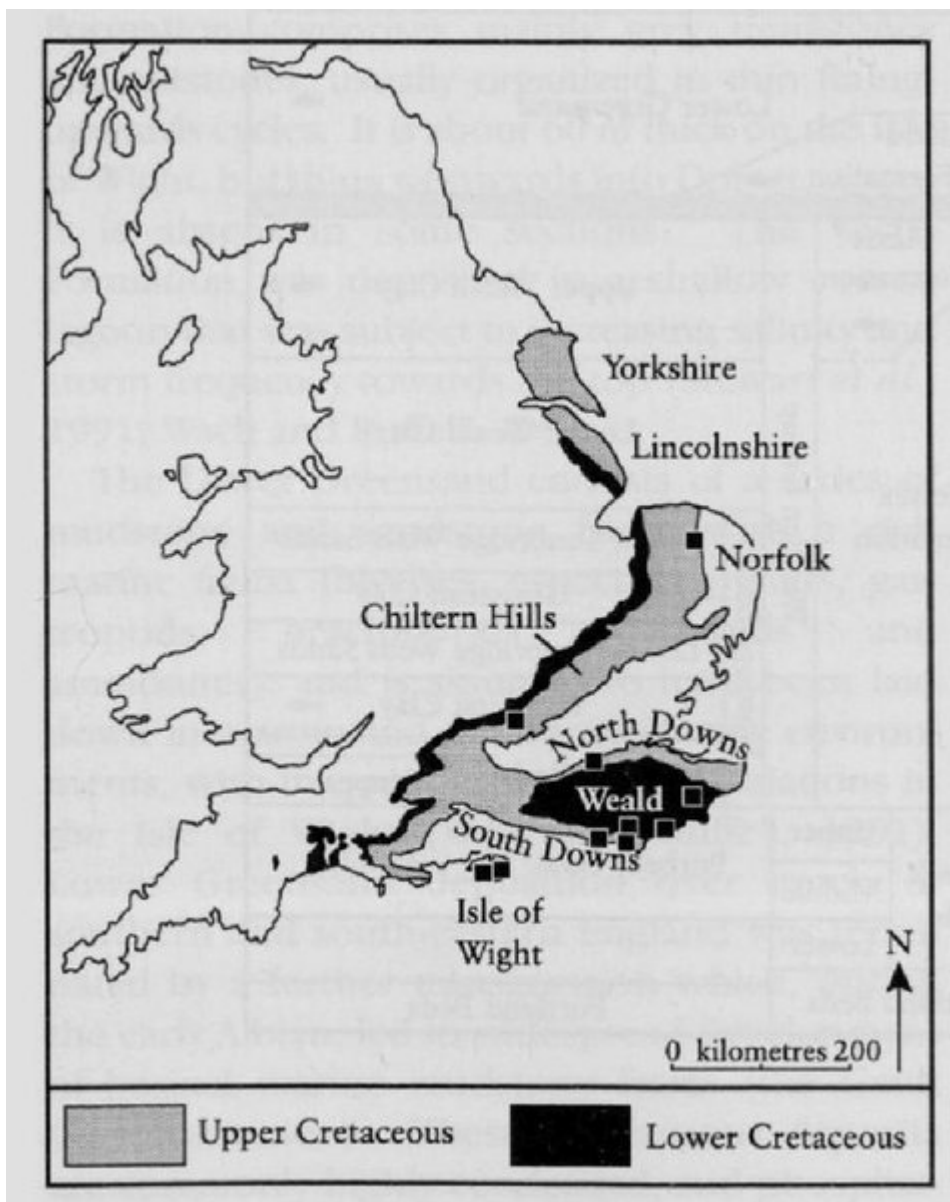 Yorkshire
Lincolnshire
Norfolk
Chiltern Hills
North Downs
Weald
South Downs
Isle of
Wight
N
0 kilometres 200
Upper Cretaceous
Lower Cretaceous